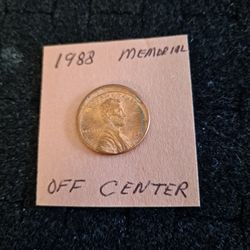 1988 MEMORIAL
OFF CENTER